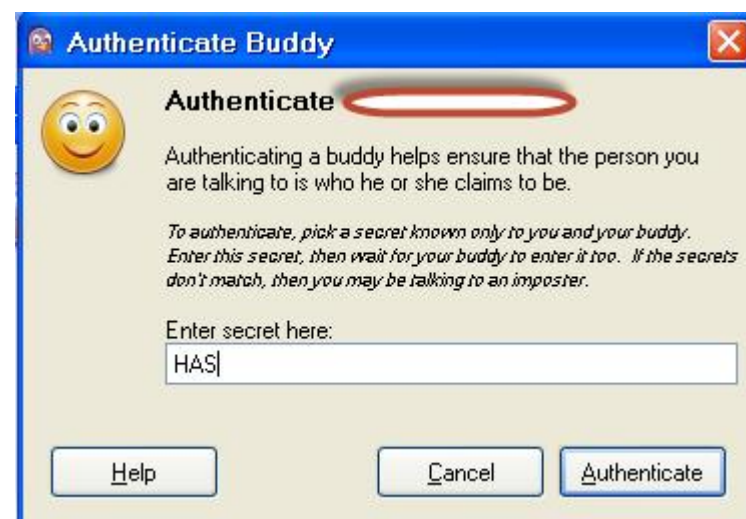 Authenticate Buddy
Authenticate
Authenticating a buddy helps ensure that the person you
are talking to is who he or she claims to be.
To authenticate, pick a secret known only to you and your buddy.
Enter this secret, then wait for your buddy to enter it too. If the secrets
don't match, then you may be talking to an imposter.
Enter secret here:
HAS
Help Cancel Authenticate